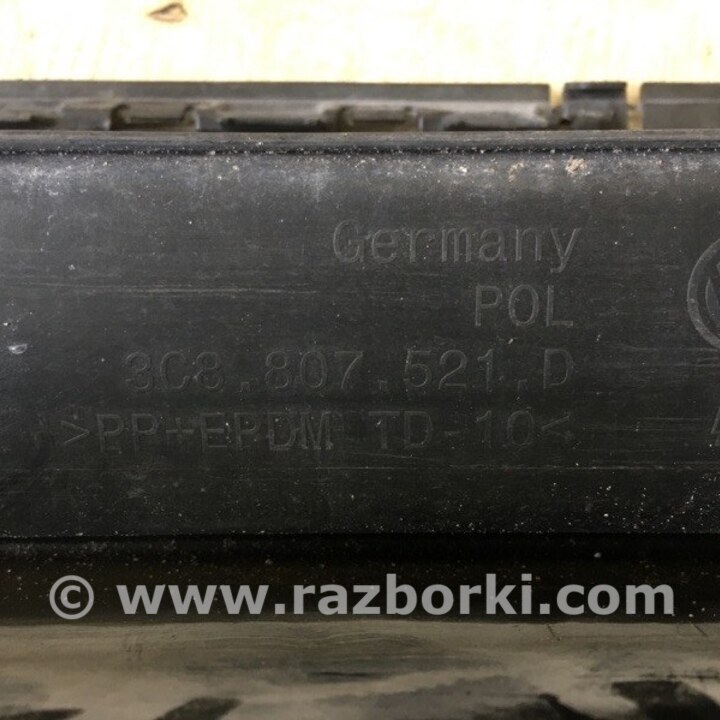 Germany
POL
3C8.807.521.D
>PP+EPDM TD-10<
© www.razborki.com